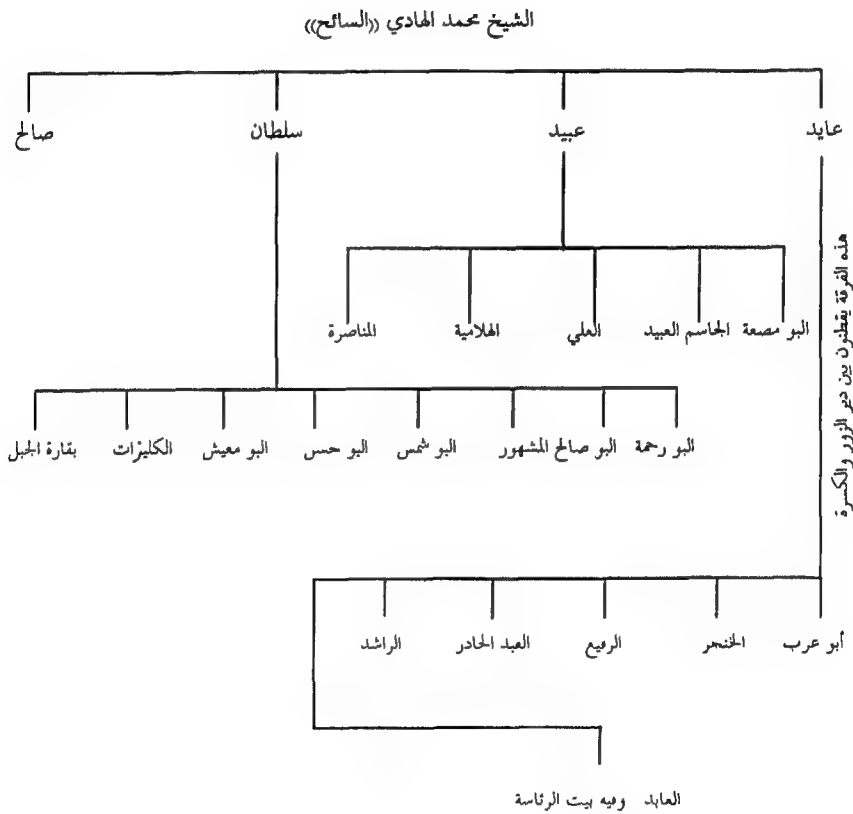 الشيخ محمد الهادي ((السائح))
عايد عبيد سلطان صالح
هذه الفرقة يقطنون بين دير الزور والكسرة
البو مصعة الجاسم العبيد العلي الهلامية المناصرة
البو رحمة البو صالح المشهور البو شمس البو حسن البو معيش الكليزات بقارة الجبل
أبو عرب الخنجر الرفيع العبد الحادر الراشد
العابد وفيه بيت الرئاسة